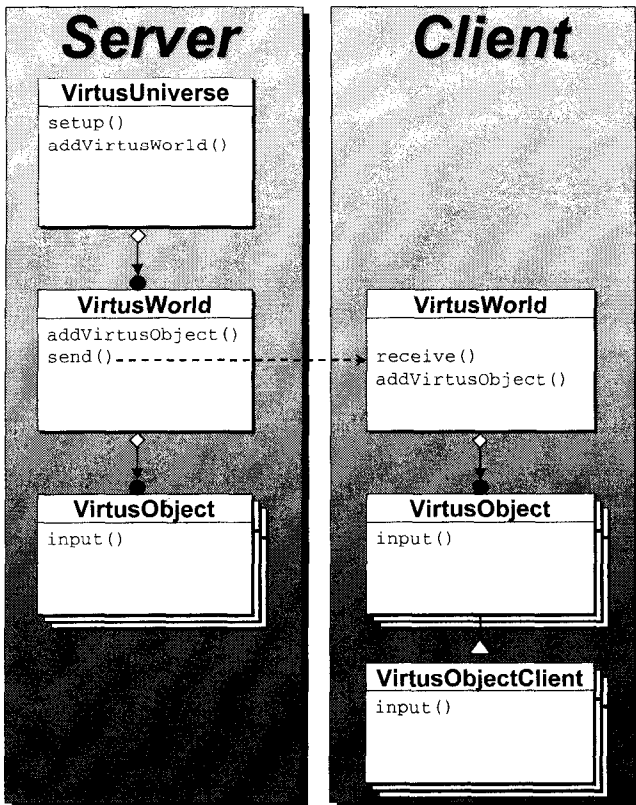 Server
VirtusUniverse
setup()
addVirtusWorld()
VirtusWorld
addVirtusObject()
send()
VirtusObject
input()
Client
VirtusWorld
receive()
addVirtusObject()
VirtusObject
input()
VirtusObjectClient
input()